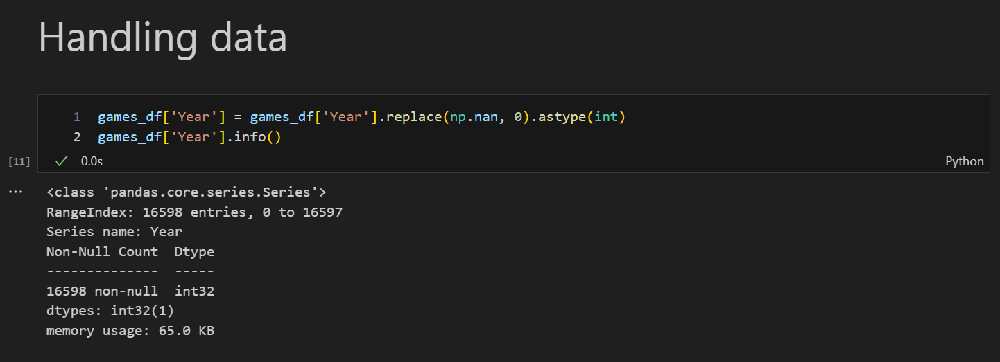 Handling data
1 games_df['Year'] = games_df['Year'].replace(np.nan, 0).astype(int)
2 games_df['Year'].info()
[11] ✓ 0.0s Python
... <class 'pandas.core.series.Series'>
RangeIndex: 16598 entries, 0 to 16597
Series name: Year
Non-Null Count  Dtype
--------------  -----
16598 non-null  int32
dtypes: int32(1)
memory usage: 65.0 KB